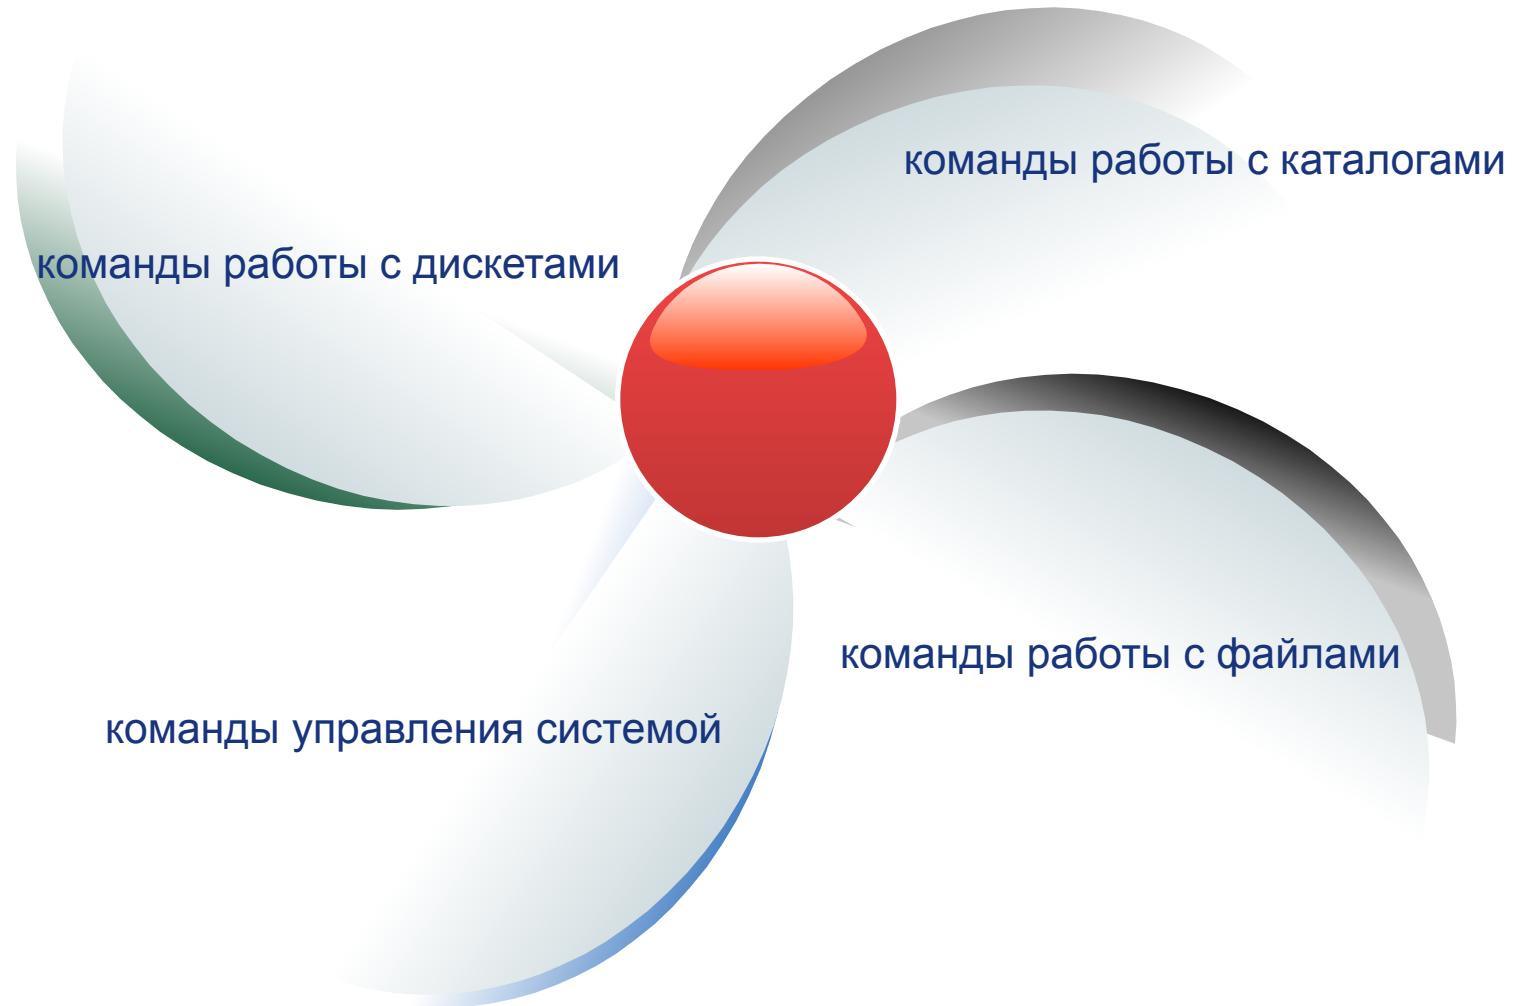 команды работы с каталогами
команды работы с дискетами
команды работы с файлами
команды управления системой